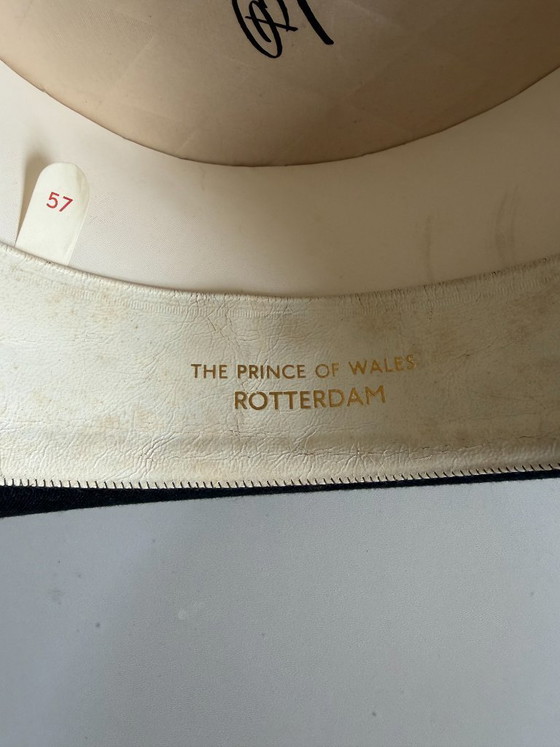 57
THE PRINCE OF WALES
ROTTERDAM